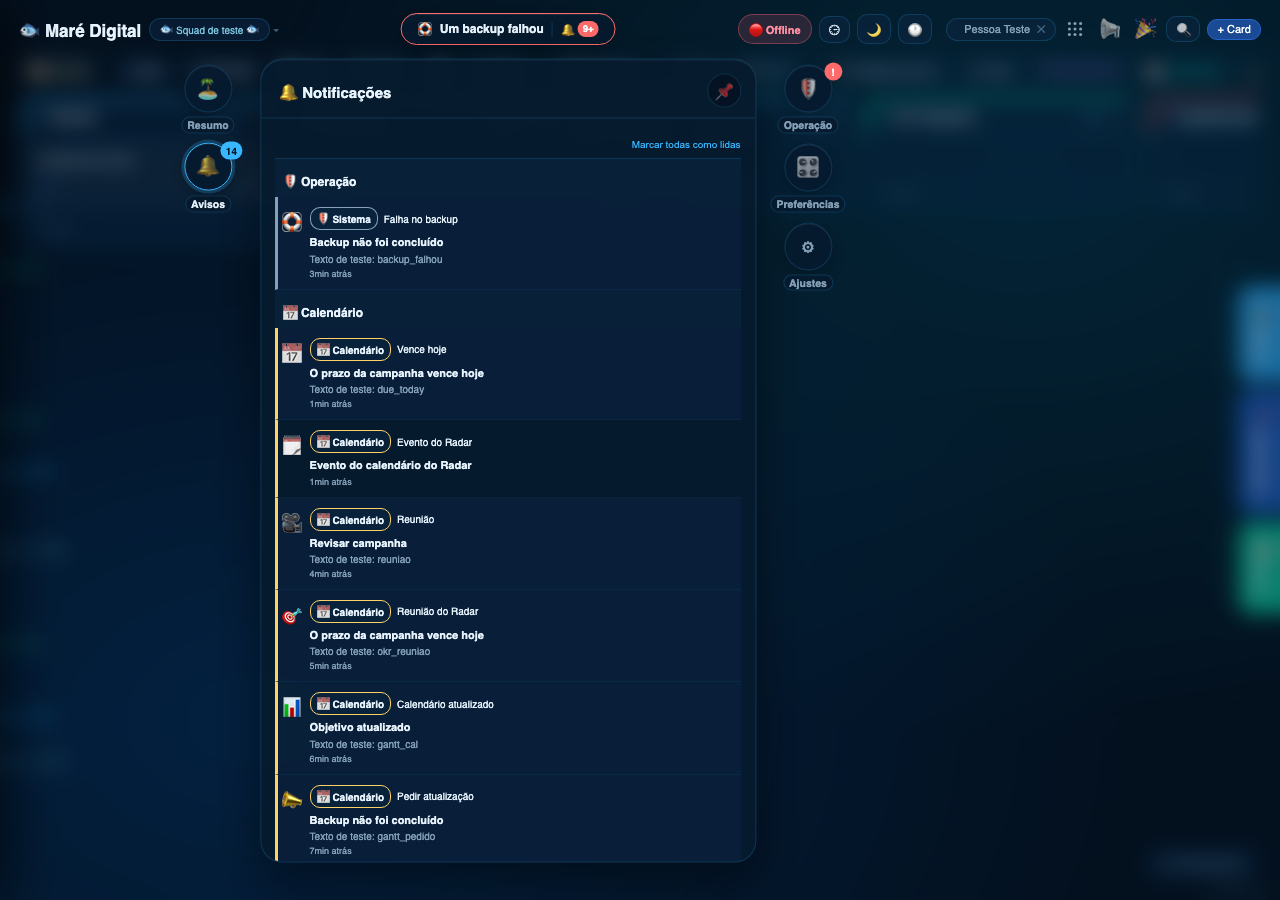 Maré Digital
Squad de teste
Um backup falhou
9+
Offline
Pessoa Teste
+ Card
Resumo
14
Avisos
Notificações
Marcar todas como lidas
Operação
Sistema Falha no backup
Backup não foi concluído
Texto de teste: backup_falhou
3min atrás
Calendário
Calendário Vence hoje
O prazo da campanha vence hoje
Texto de teste: due_today
1min atrás
Calendário Evento do Radar
Evento do calendário do Radar
1min atrás
Calendário Reunião
Revisar campanha
Texto de teste: reuniao
4min atrás
Calendário Reunião do Radar
O prazo da campanha vence hoje
Texto de teste: okr_reuniao
5min atrás
Calendário Calendário atualizado
Objetivo atualizado
Texto de teste: gantt_cal
6min atrás
Calendário Pedir atualização
Backup não foi concluído
Texto de teste: gantt_pedido
7min atrás
!
Operação
Preferências
Ajustes